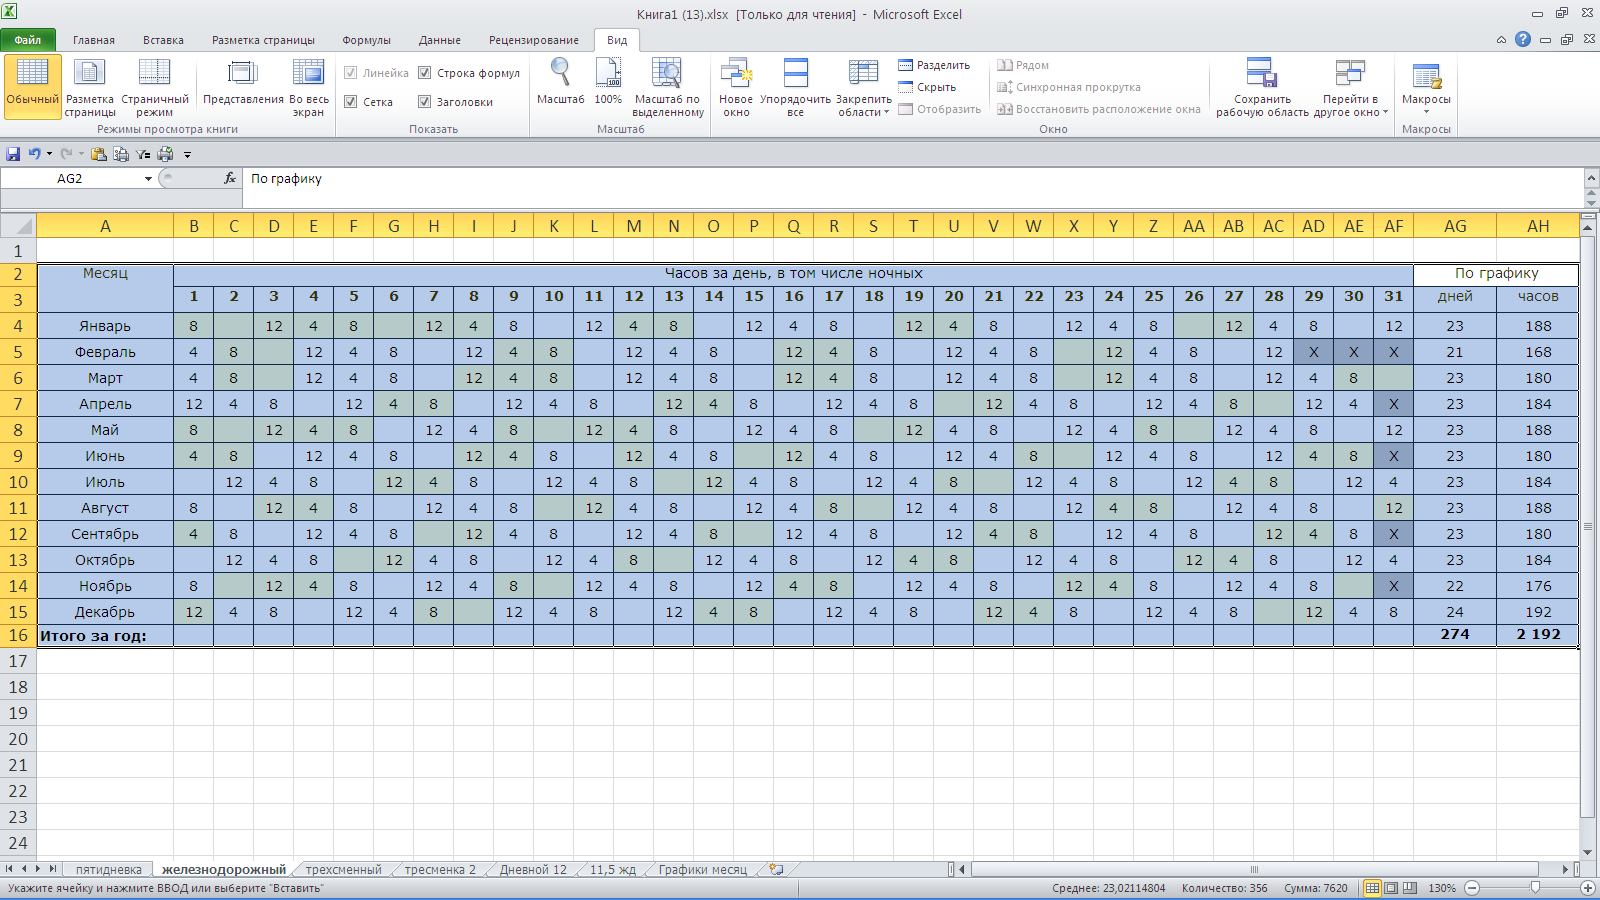 Книга1 (13).xlsx [Только для чтения] - Microsoft Excel
Файл Главная Вставка Разметка страницы Формулы Данные Рецензирование Вид
Обычный Разметка страницы Страничный режим Представления Во весь экран
Режимы просмотра книги
Линейка Строка формул
Сетка Заголовки
Показать
Масштаб 100% Масштаб по выделенному
Масштаб
Новое окно Упорядочить все Закрепить области
Разделить
Скрыть
Отобразить
Рядом
Синхронная прокрутка
Восстановить расположение окна
Сохранить рабочую область Перейти в другое окно
Окно
Макросы
Макросы
AG2 fx По графику
A B C D E F G H I J K L M N O P Q R S T U V W X Y Z AA AB AC AD AE AF AG AH
1
2 Месяц Часов за день, в том числе ночных По графику
3 1 2 3 4 5 6 7 8 9 10 11 12 13 14 15 16 17 18 19 20 21 22 23 24 25 26 27 28 29 30 31 дней часов
4 Январь 8 12 4 8 12 4 8 12 4 8 12 4 8 12 4 8 12 4 8 12 4 8 12 23 188
5 Февраль 4 8 12 4 8 12 4 8 12 4 8 12 4 8 12 4 8 12 4 8 12 X X X 21 168
6 Март 4 8 12 4 8 12 4 8 12 4 8 12 4 8 12 4 8 12 4 8 12 4 8 23 180
7 Апрель 12 4 8 12 4 8 12 4 8 12 4 8 12 4 8 12 4 8 12 4 8 12 4 X 23 184
8 Май 8 12 4 8 12 4 8 12 4 8 12 4 8 12 4 8 12 4 8 12 4 8 12 23 188
9 Июнь 4 8 12 4 8 12 4 8 12 4 8 12 4 8 12 4 8 12 4 8 12 4 8 X 23 180
10 Июль 12 4 8 12 4 8 12 4 8 12 4 8 12 4 8 12 4 8 12 4 8 12 4 23 184
11 Август 8 12 4 8 12 4 8 12 4 8 12 4 8 12 4 8 12 4 8 12 4 8 12 23 188
12 Сентябрь 4 8 12 4 8 12 4 8 12 4 8 12 4 8 12 4 8 12 4 8 12 4 8 X 23 180
13 Октябрь 12 4 8 12 4 8 12 4 8 12 4 8 12 4 8 12 4 8 12 4 8 12 4 23 184
14 Ноябрь 8 12 4 8 12 4 8 12 4 8 12 4 8 12 4 8 12 4 8 12 4 8 X 22 176
15 Декабрь 12 4 8 12 4 8 12 4 8 12 4 8 12 4 8 12 4 8 12 4 8 12 4 8 24 192
16 Итого за год: 274 2 192
17
18
19
20
21
22
23
24
пятидневка железнодорожный трехсменный тресменка 2 Дневной 12 11,5 жд Графики месяц
Укажите ячейку и нажмите ВВОД или выберите "Вставить" Среднее: 23,02114804 Количество: 356 Сумма: 7620 130%